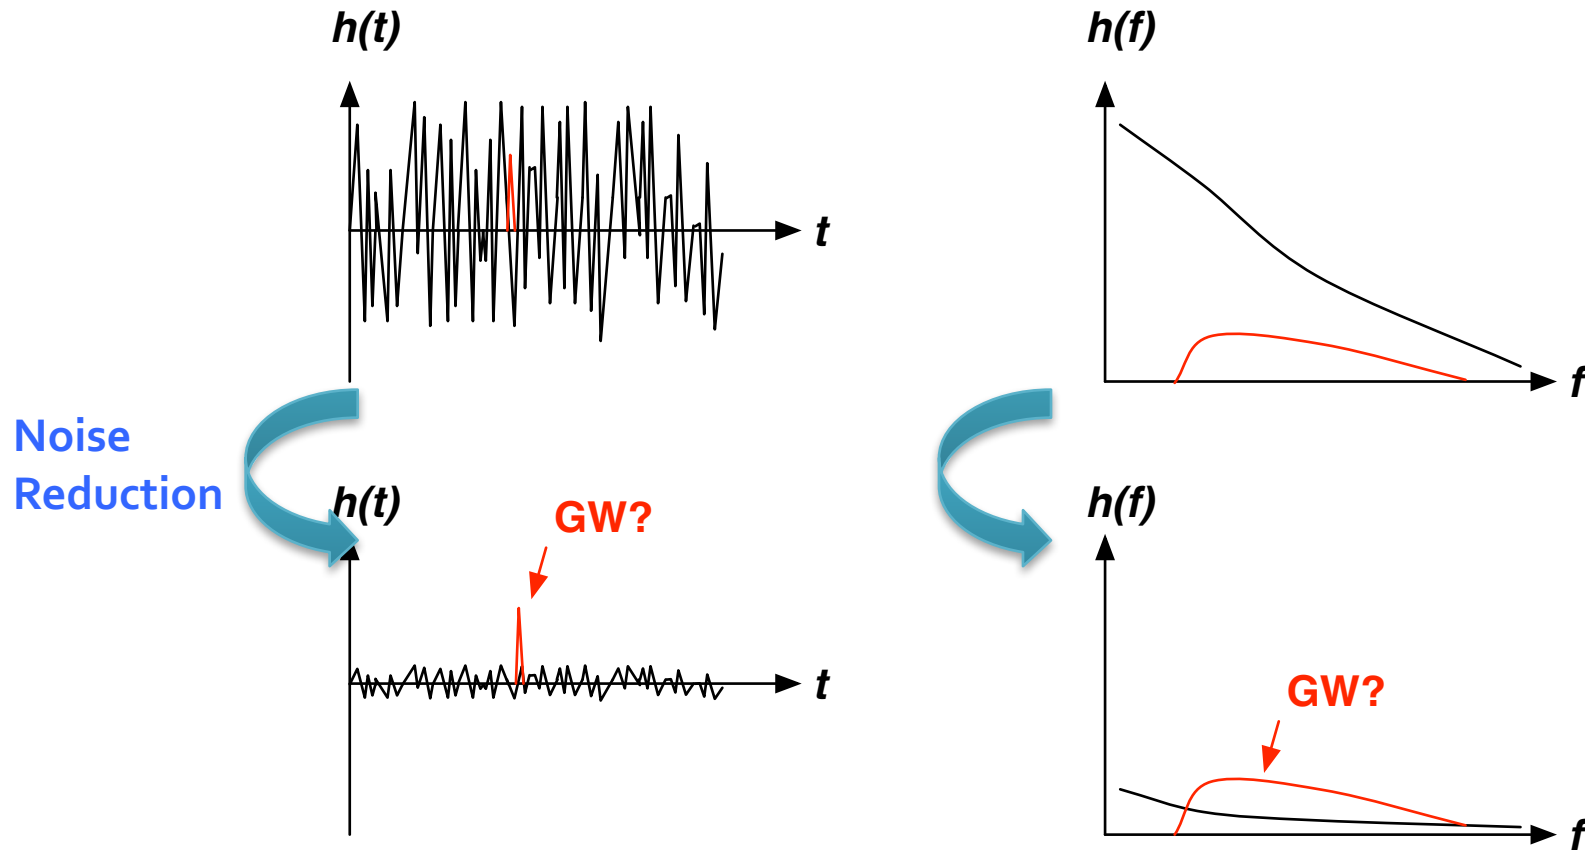 h(t)
h(f)
t
f
Noise
Reduction
h(t)
h(f)
GW?
t
GW?
f